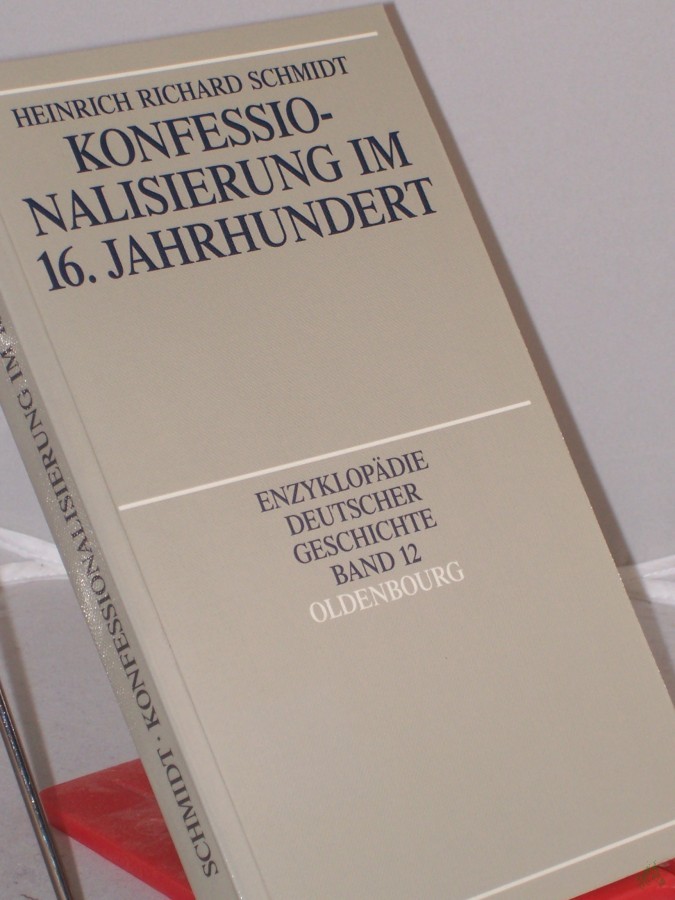 HEINRICH RICHARD SCHMIDT
KONFESSIO-
NALISIERUNG IM
16. JAHRHUNDERT
ENZYKLOPÄDIE
DEUTSCHER
GESCHICHTE
BAND 12
OLDENBOURG
SCHMIDT · KONFESSIONALISIERUNG IM